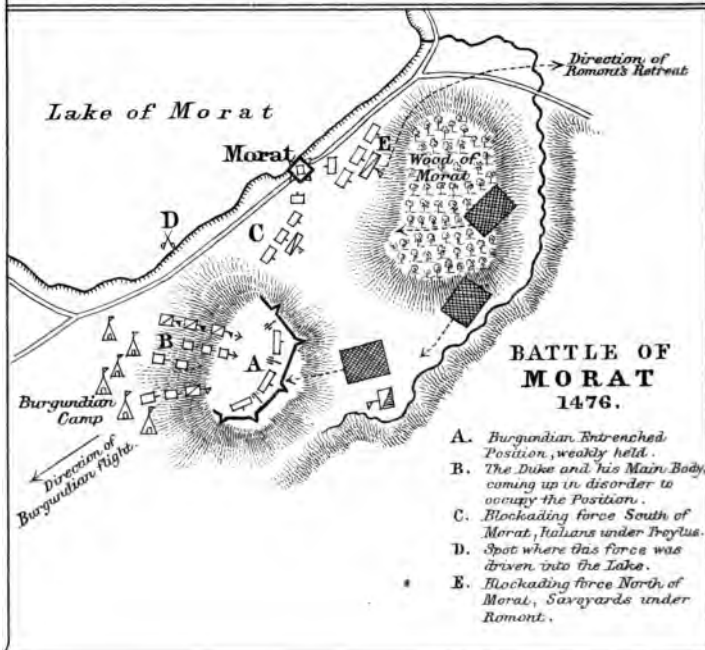 Direction of
Romont's Retreat
Lake of Morat
Morat
E
Wood of
Morat
D
C
B
A
Burgundian
Camp
Direction of
Burgundian flight.
BATTLE OF
MORAT
1476.
A. Burgundian Entrenched
Position, weakly held.
B. The Duke and his Main Body,
coming up in disorder to
occupy the Position.
C. Blockading force South of
Morat, Italians under Troylus.
D. Spot where this force was
driven into the Lake.
E. Blockading force North of
Morat, Savoyards under
Romont.